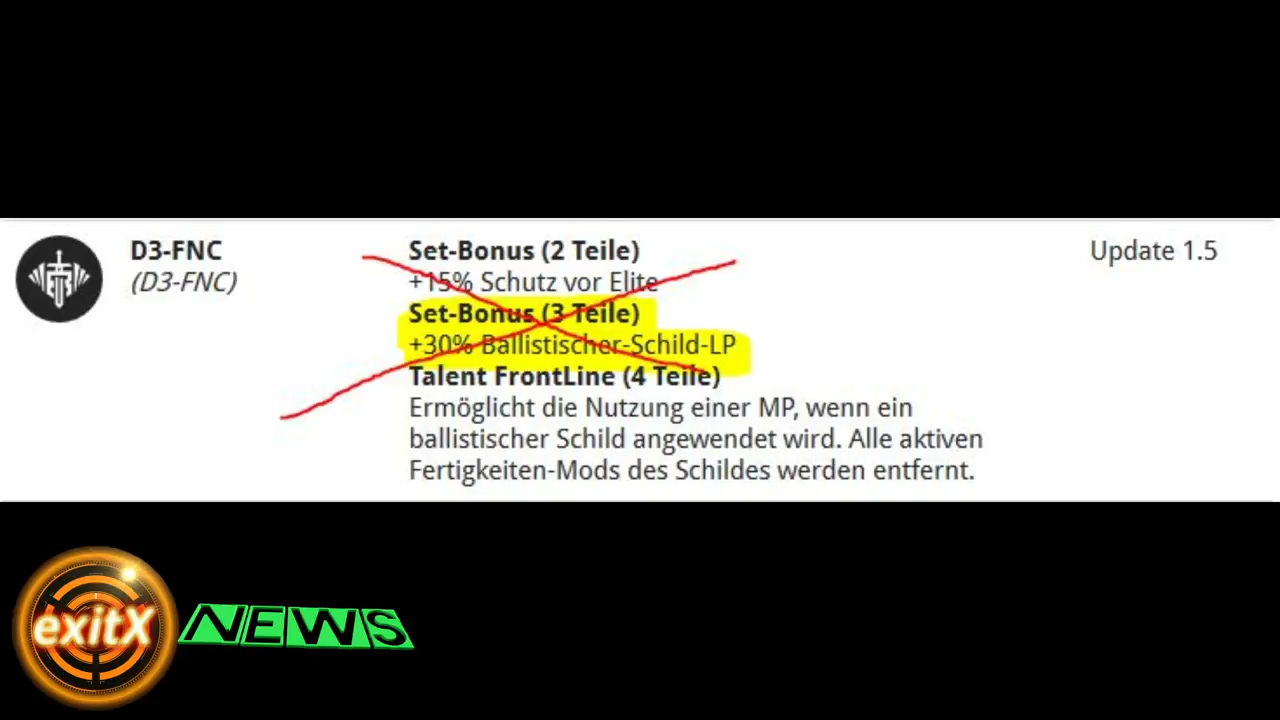 D3-FNC
(D3-FNC)
Set-Bonus (2 Teile)
+15% Schutz vor Elite
Set-Bonus (3 Teile)
+30% Ballistischer-Schild-LP
Talent FrontLine (4 Teile)
Ermöglicht die Nutzung einer MP, wenn ein
ballistischer Schild angewendet wird. Alle aktiven
Fertigkeiten-Mods des Schildes werden entfernt.
Update 1.5
exitX
NEWS